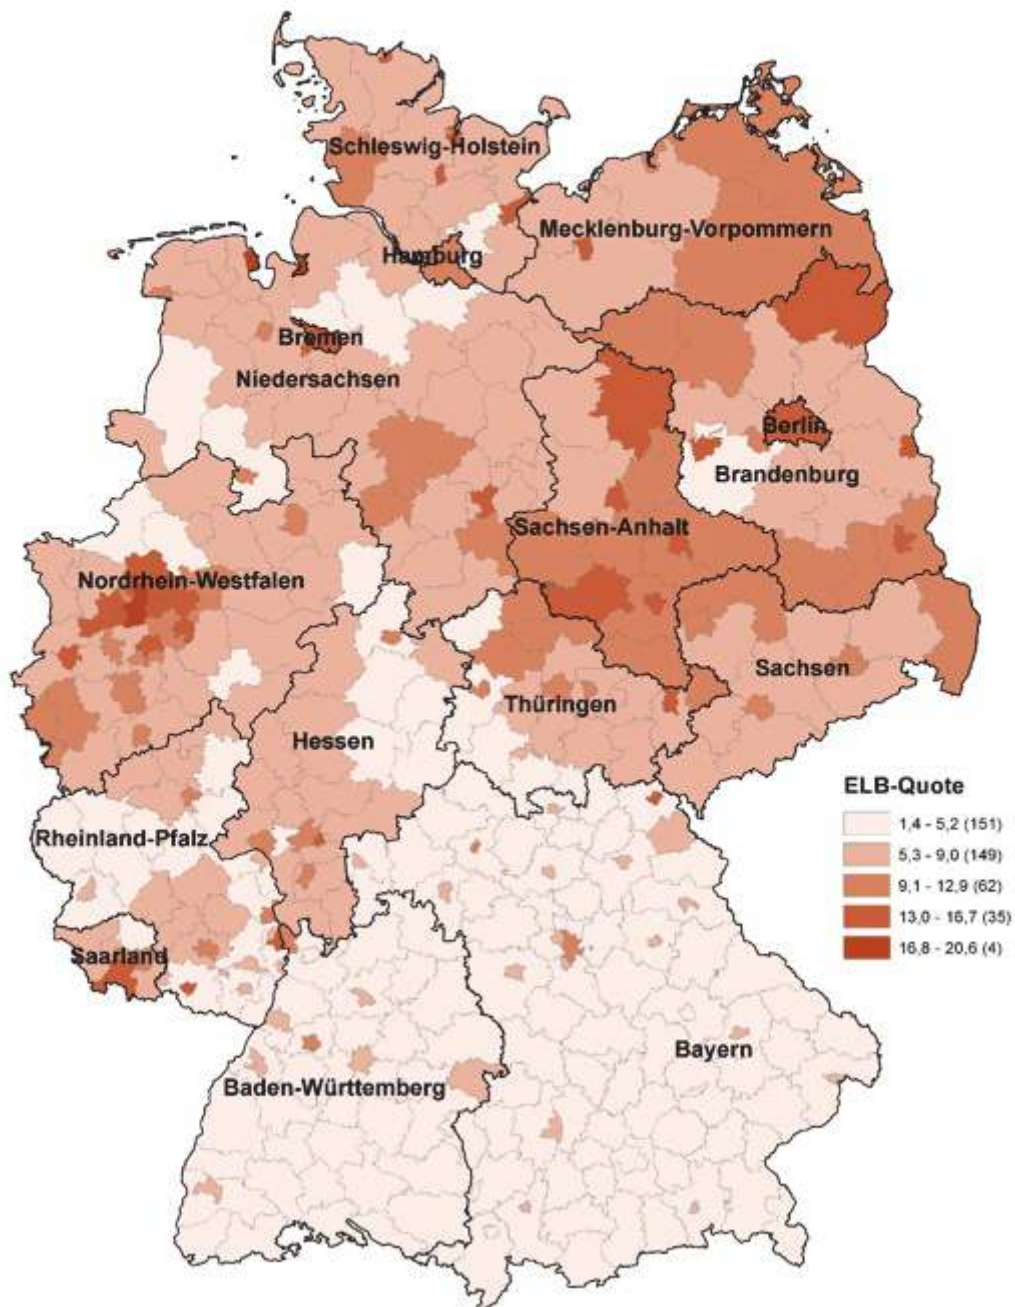 Schleswig-Holstein
Mecklenburg-Vorpommern
Hamburg
Bremen
Niedersachsen
Berlin
Brandenburg
Sachsen-Anhalt
Nordrhein-Westfalen
Sachsen
Thüringen
Hessen
ELB-Quote
1,4 - 5,2 (151)
5,3 - 9,0 (149)
9,1 - 12,9 (62)
13,0 - 16,7 (35)
16,8 - 20,6 (4)
Rheinland-Pfalz
Saarland
Bayern
Baden-Württemberg